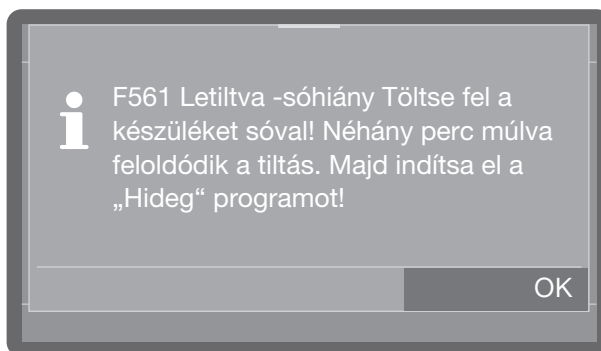 F561 Letiltva -sóhiány Töltse fel a
készüléket sóval! Néhány perc múlva
feloldódik a tiltás. Majd indítsa el a
„Hideg“ programot!
OK